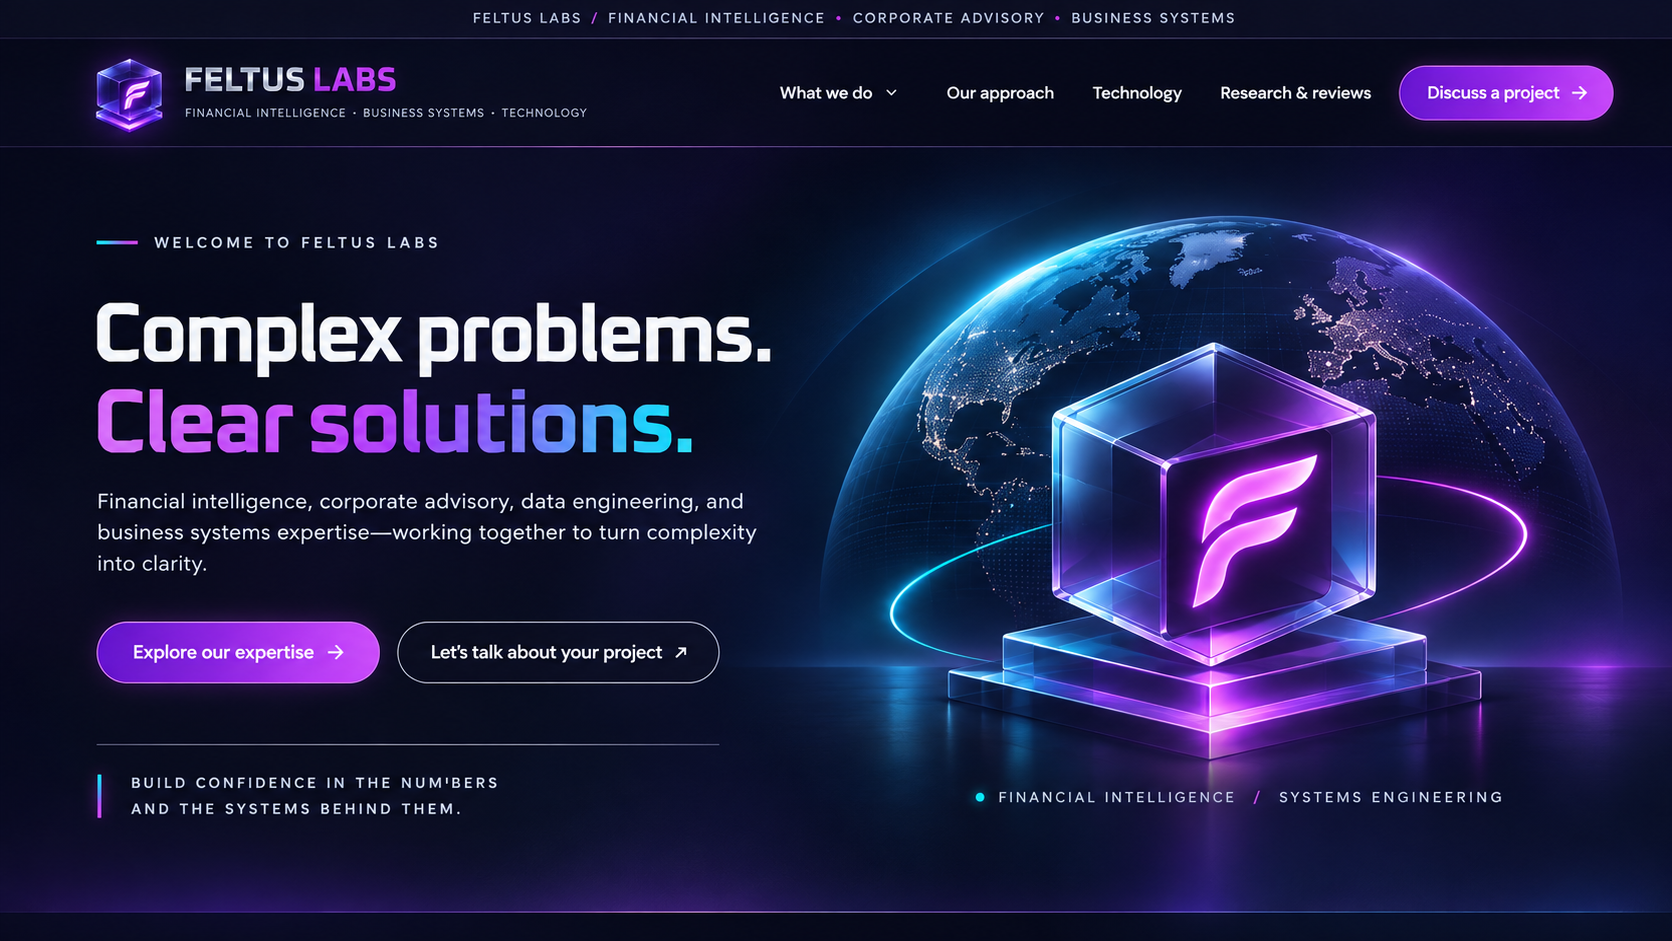 FELTUS LABS / FINANCIAL INTELLIGENCE • CORPORATE ADVISORY • BUSINESS SYSTEMS
FELTUS LABS
FINANCIAL INTELLIGENCE • BUSINESS SYSTEMS • TECHNOLOGY
What we do
Our approach
Technology
Research & reviews
Discuss a project →
WELCOME TO FELTUS LABS
Complex problems.
Clear solutions.
Financial intelligence, corporate advisory, data engineering, and
business systems expertise—working together to turn complexity
into clarity.
Explore our expertise →
Let's talk about your project ↗
BUILD CONFIDENCE IN THE NUM'BERS
AND THE SYSTEMS BEHIND THEM.
F
FINANCIAL INTELLIGENCE / SYSTEMS ENGINEERING